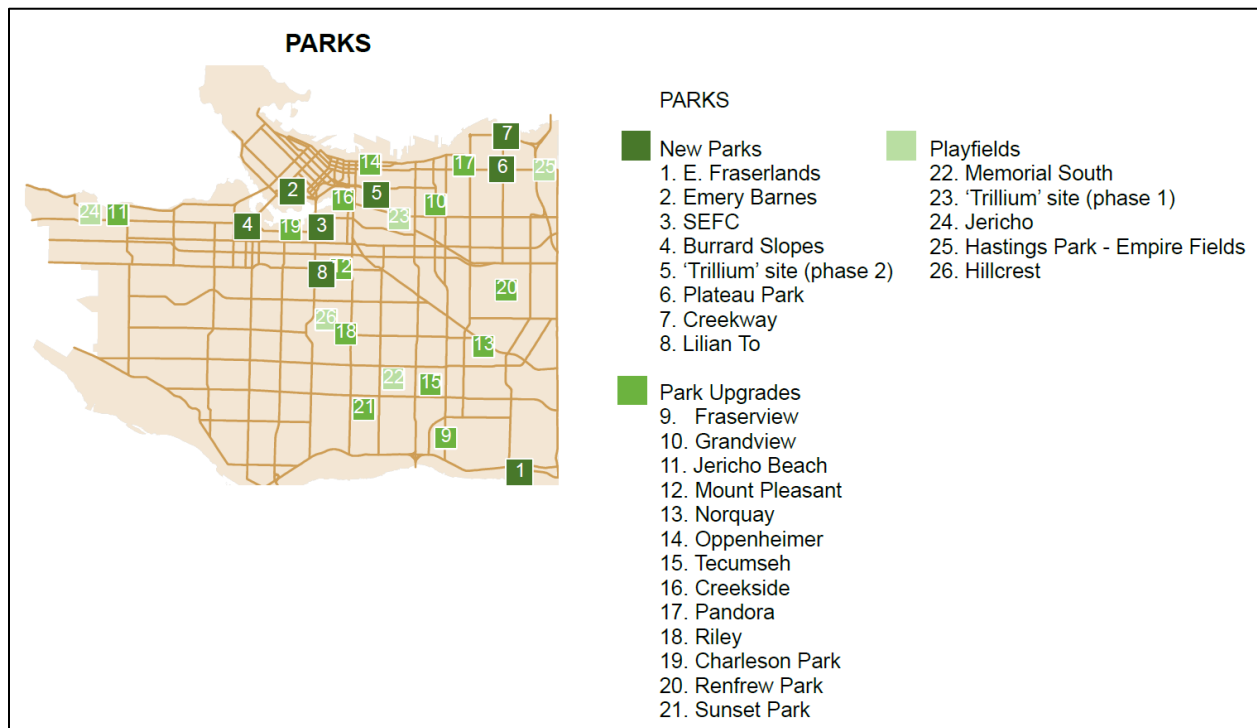 PARKS
7
14
17
6
25
2
5
16
10
24
11
23
4
19
3
8
12
20
26
18
13
22
15
21
9
1
PARKS
New Parks
1. E. Fraserlands
2. Emery Barnes
3. SEFC
4. Burrard Slopes
5. ‘Trillium’ site (phase 2)
6. Plateau Park
7. Creekway
8. Lilian To
Park Upgrades
9. Fraserview
10. Grandview
11. Jericho Beach
12. Mount Pleasant
13. Norquay
14. Oppenheimer
15. Tecumseh
16. Creekside
17. Pandora
18. Riley
19. Charleson Park
20. Renfrew Park
21. Sunset Park
Playfields
22. Memorial South
23. ‘Trillium’ site (phase 1)
24. Jericho
25. Hastings Park - Empire Fields
26. Hillcrest